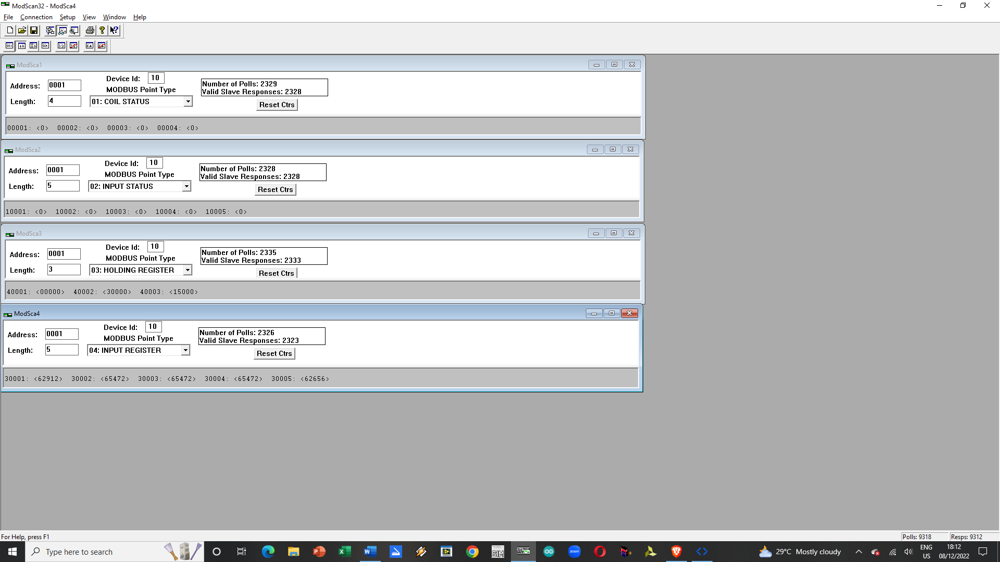 ModScan32 - ModSca4
File Connection Setup View Window Help
ModSca1
Address: 0001
Device Id: 10
MODBUS Point Type
Length: 4
01: COIL STATUS
Number of Polls: 2329
Valid Slave Responses: 2328
Reset Ctrs
00001: <0> 00002: <0> 00003: <0> 00004: <0>
ModSca2
Address: 0001
Device Id: 10
MODBUS Point Type
Length: 5
02: INPUT STATUS
Number of Polls: 2328
Valid Slave Responses: 2328
Reset Ctrs
10001: <0> 10002: <0> 10003: <0> 10004: <0> 10005: <0>
ModSca3
Address: 0001
Device Id: 10
MODBUS Point Type
Length: 3
03: HOLDING REGISTER
Number of Polls: 2335
Valid Slave Responses: 2333
Reset Ctrs
40001: <00000> 40002: <30000> 40003: <15000>
ModSca4
Address: 0001
Device Id: 10
MODBUS Point Type
Length: 5
04: INPUT REGISTER
Number of Polls: 2326
Valid Slave Responses: 2323
Reset Ctrs
30001: <62912> 30002: <65472> 30003: <65472> 30004: <65472> 30005: <62656>
For Help, press F1
Polls: 9318
Resps: 9312
Type here to search
zoom
29°C Mostly cloudy
ENG
US
18:12
08/12/2022